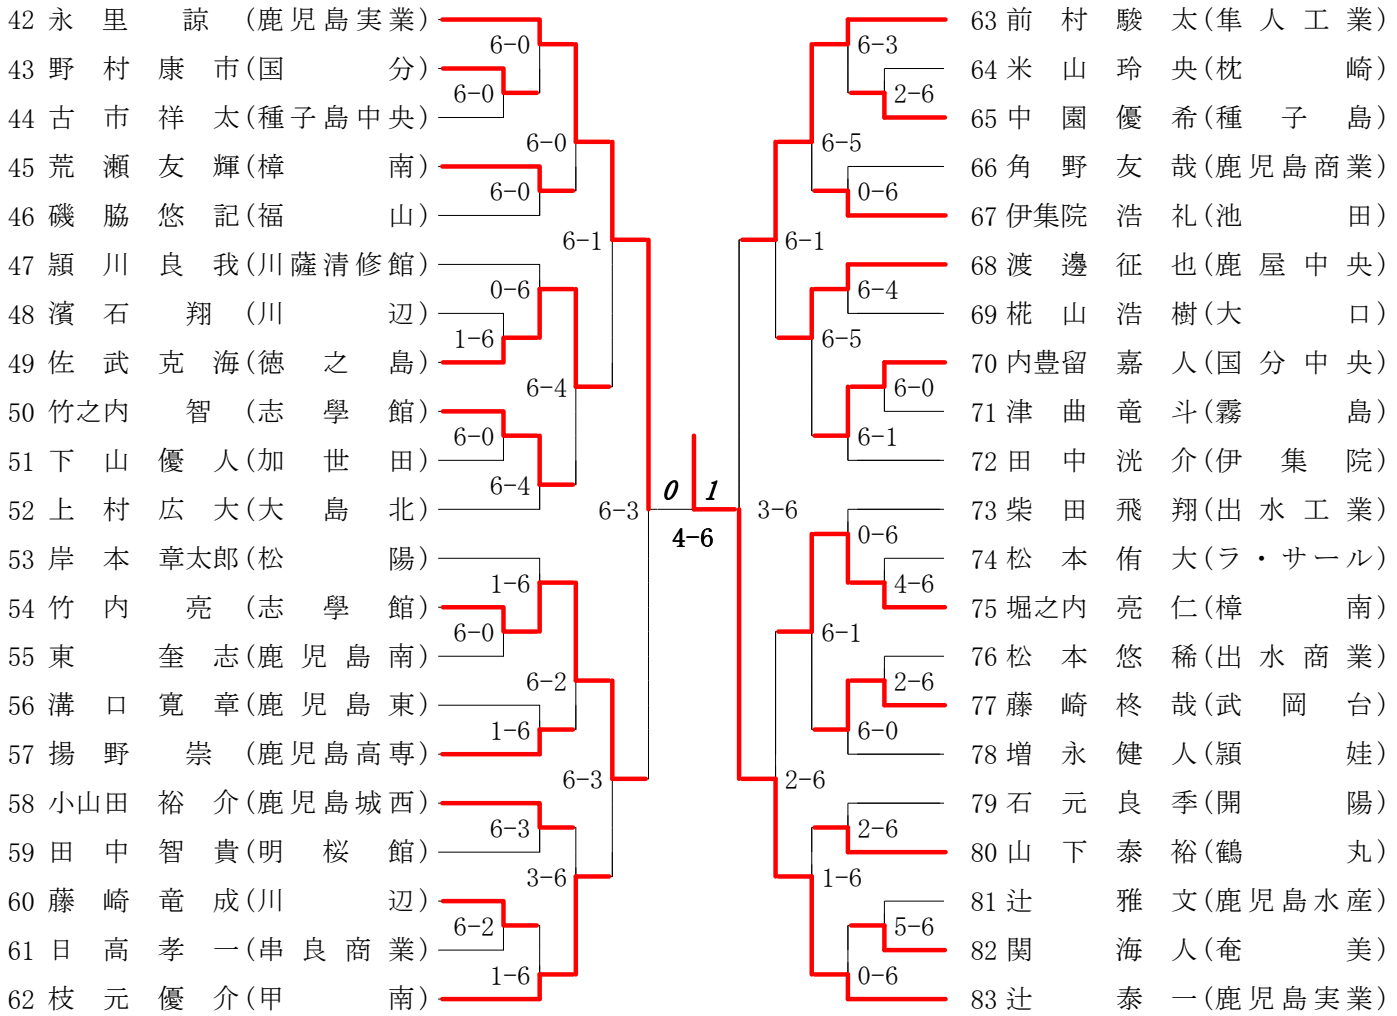 42 永里 諒 (鹿児島実業)
43 野村康市(国分)
44 古市祥太(種子島中央)
45 荒瀬友輝(樟南)
46 磯脇悠記(福山)
47 頴川良我(川薩清修館)
48 濱石 翔 (川辺)
49 佐武克海(徳之島)
50 竹之内 智 (志學館)
51 下山優人(加世田)
52 上村広大(大島北)
53 岸本章太郎(松陽)
54 竹内 亮 (志學館)
55 東 奎志(鹿児島南)
56 溝口寛章(鹿児島東)
57 揚野 崇 (鹿児島高専)
58 小山田裕介(鹿児島城西)
59 田中智貴(明桜館)
60 藤崎竜成(川辺)
61 日高孝一(串良商業)
62 枝元優介(甲南)
6-0
6-0
6-0
6-0
6-1
0-6
1-6
6-4
6-0
6-4
6-3
1-6
6-0
6-2
1-6
6-3
6-3
3-6
6-2
1-6
0 1
4-6
6-3
2-6
6-5
0-6
6-1
6-4
6-5
6-0
6-1
3-6
0-6
4-6
6-1
2-6
6-0
2-6
2-6
1-6
5-6
0-6
63 前村駿太(隼人工業)
64 米山玲央(枕崎)
65 中園優希(種子島)
66 角野友哉(鹿児島商業)
67 伊集院浩礼(池田)
68 渡邊征也(鹿屋中央)
69 椛山浩樹(大口)
70 内豊留嘉人(国分中央)
71 津曲竜斗(霧島)
72 田中洸介(伊集院)
73 柴田飛翔(出水工業)
74 松本侑大(ラ・サール)
75 堀之内亮仁(樟南)
76 松本悠稀(出水商業)
77 藤崎柊哉(武岡台)
78 増永健人(頴娃)
79 石元良季(開陽)
80 山下泰裕(鶴丸)
81 辻 雅文(鹿児島水産)
82 関 海人(奄美)
83 辻 泰一(鹿児島実業)